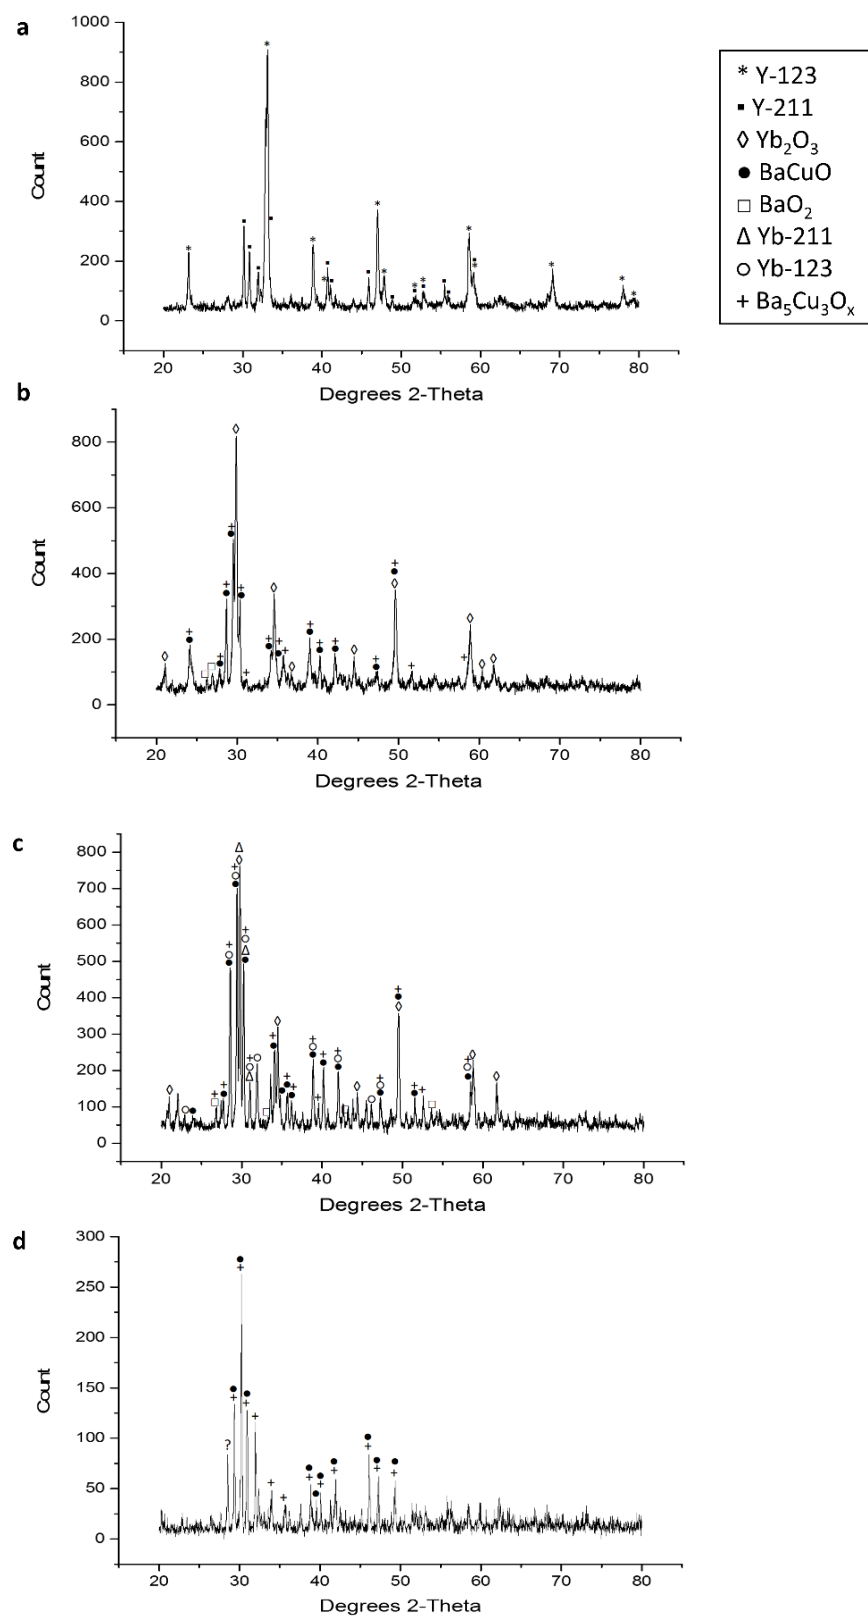 a
1000
800
600
400
200
0
Count
20 30 40 50 60 70 80
Degrees 2-Theta
* Y-123
▪ Y-211
◊ Yb₂O₃
● BaCuO
□ BaO₂
Δ Yb-211
○ Yb-123
+ Ba₅Cu₃Oₓ
b
800
600
400
200
0
Count
20 30 40 50 60 70 80
Degrees 2-Theta
c
800
700
600
500
400
300
200
100
0
Count
20 30 40 50 60 70 80
Degrees 2-Theta
d
300
250
200
150
100
50
0
Count
?
20 30 40 50 60 70 80
Degrees 2-Theta